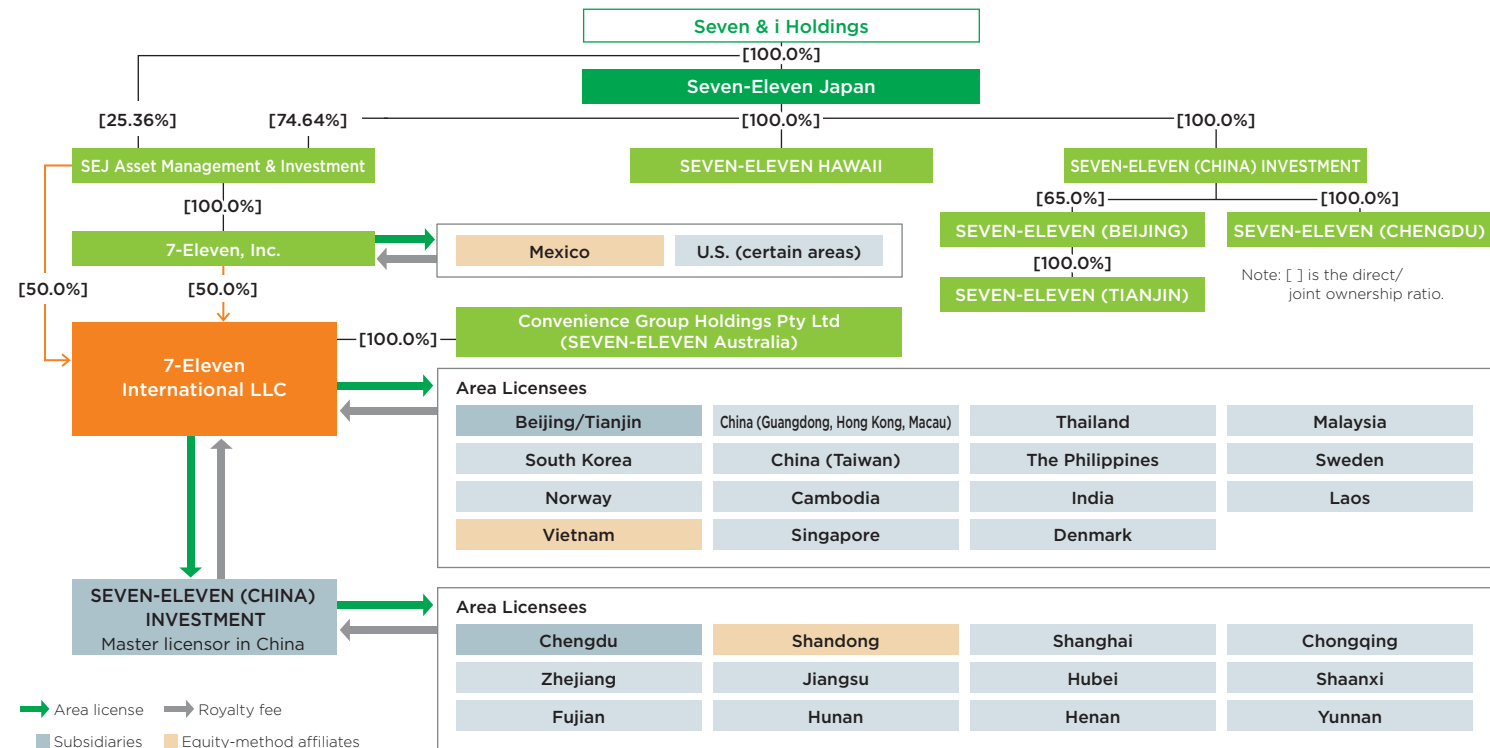 Seven & i Holdings
[100.0%]
Seven-Eleven Japan
[25.36%]
[74.64%]
[100.0%]
[100.0%]
SEJ Asset Management & Investment
SEVEN-ELEVEN HAWAII
SEVEN-ELEVEN (CHINA) INVESTMENT
[100.0%]
[65.0%]
[100.0%]
7-Eleven, Inc.
Mexico
U.S. (certain areas)
SEVEN-ELEVEN (BEIJING)
SEVEN-ELEVEN (CHENGDU)
[100.0%]
SEVEN-ELEVEN (TIANJIN)
Note: [ ] is the direct/
joint ownership ratio.
[50.0%]
[50.0%]
7-Eleven
International LLC
[100.0%]
Convenience Group Holdings Pty Ltd
(SEVEN-ELEVEN Australia)
Area Licensees
Beijing/Tianjin
China (Guangdong, Hong Kong, Macau)
Thailand
Malaysia
South Korea
China (Taiwan)
The Philippines
Sweden
Norway
Cambodia
India
Laos
Vietnam
Singapore
Denmark
SEVEN-ELEVEN (CHINA)
INVESTMENT
Master licensor in China
Area Licensees
Chengdu
Shandong
Shanghai
Chongqing
Zhejiang
Jiangsu
Hubei
Shaanxi
Fujian
Hunan
Henan
Yunnan
Area license
Royalty fee
Subsidiaries
Equity-method affiliates